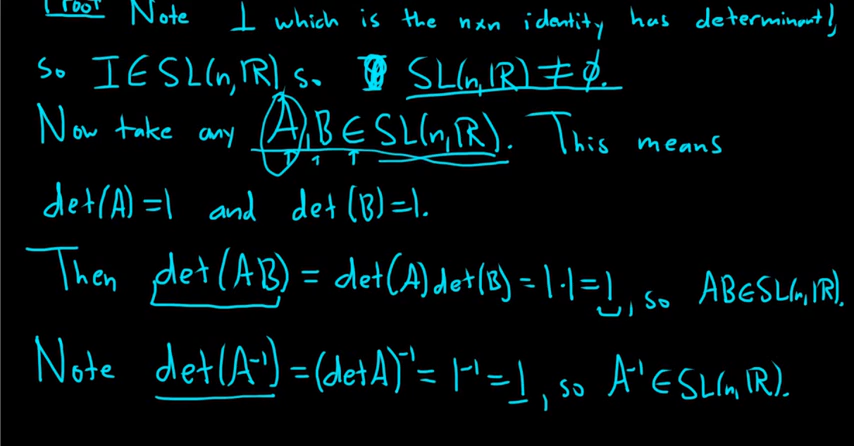 Proof Note I which is the nxn identity has determinant 1,
so I ∈ SL(n, ℝ), so SL(n, ℝ) ≠ ∅.
Now take any A, B ∈ SL(n, ℝ). This means
det(A) = 1 and det(B) = 1.
Then det(AB) = det(A)det(B) = 1·1 = 1, so AB ∈ SL(n, ℝ).
Note det(A⁻¹) = (detA)⁻¹ = 1⁻¹ = 1, so A⁻¹ ∈ SL(n, ℝ).